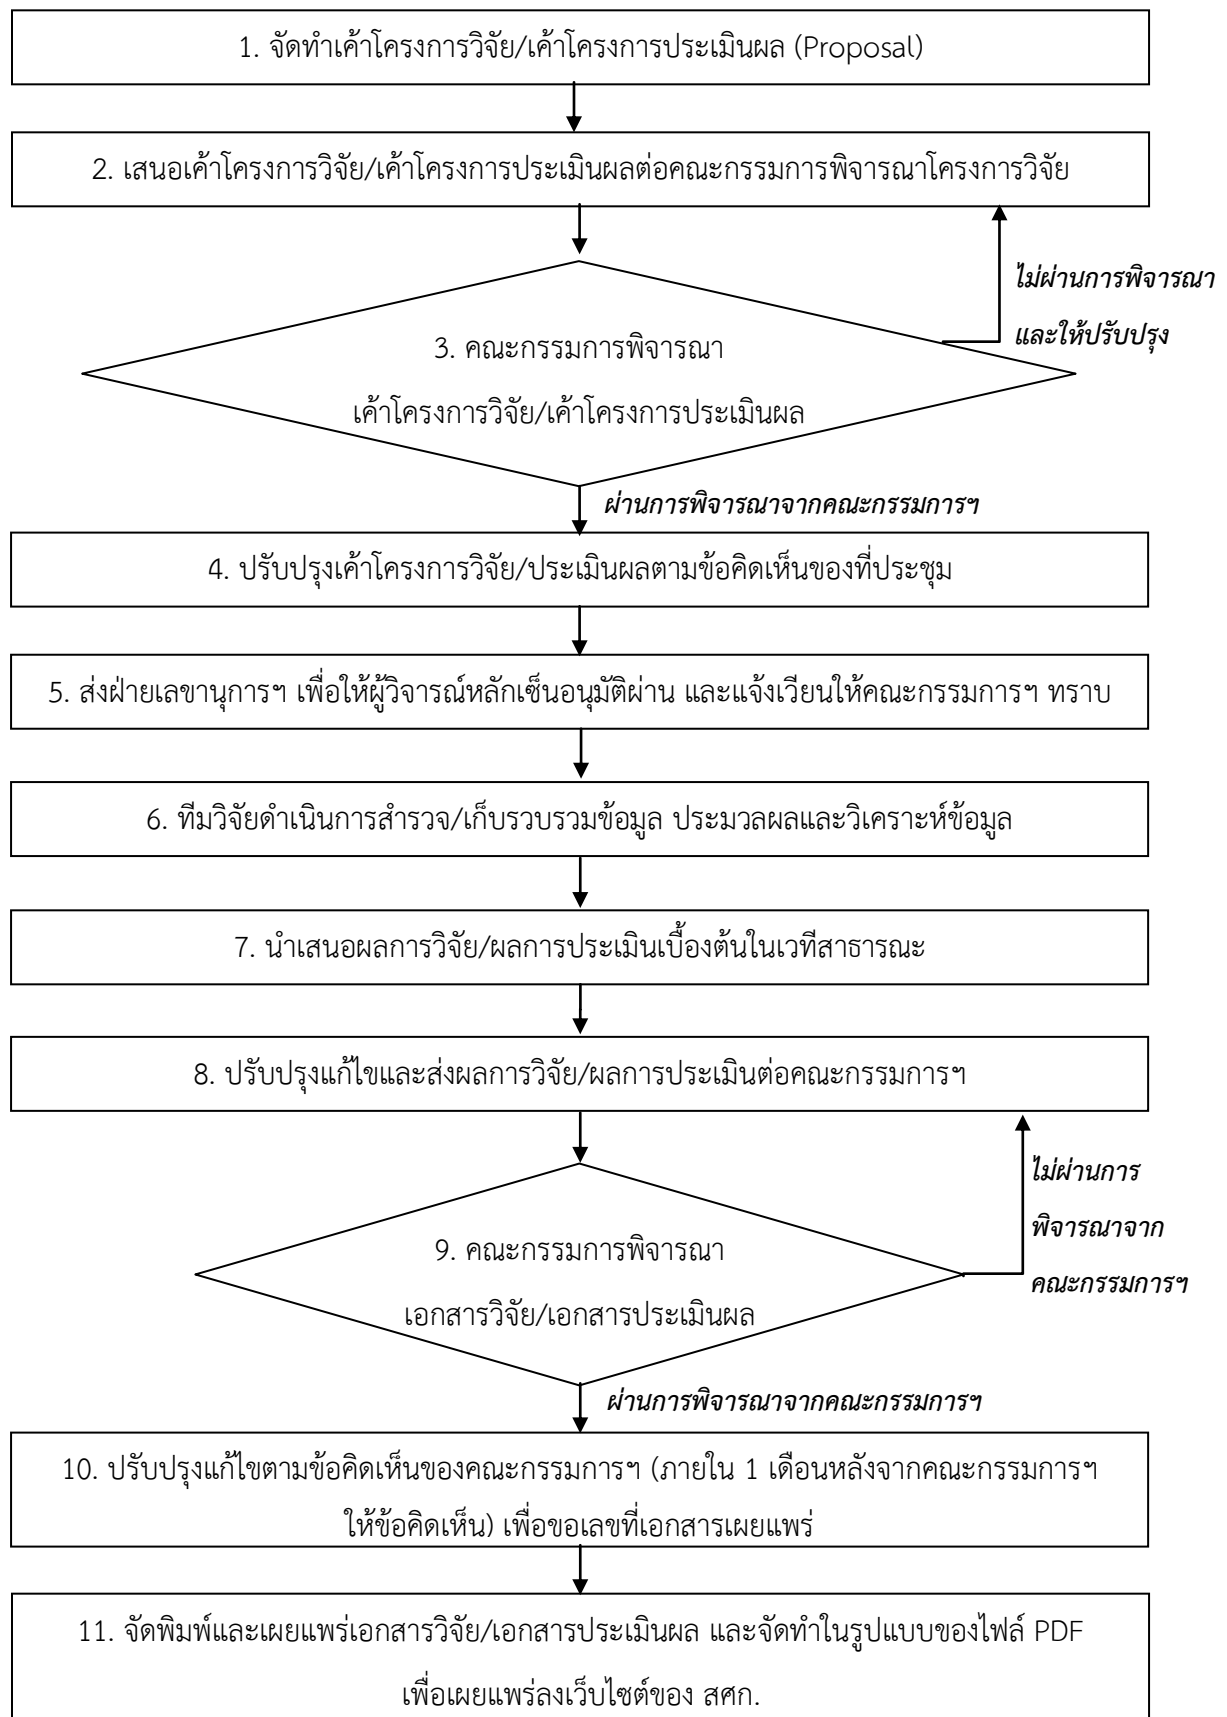 1. จัดทำเค้าโครงการวิจัย/เค้าโครงการประเมินผล (Proposal)
2. เสนอเค้าโครงการวิจัย/เค้าโครงการประเมินผลต่อคณะกรรมการพิจารณาโครงการวิจัย
ไม่ผ่านการพิจารณา
และให้ปรับปรุง
3. คณะกรรมการพิจารณา
เค้าโครงการวิจัย/เค้าโครงการประเมินผล
ผ่านการพิจารณาจากคณะกรรมการฯ
4. ปรับปรุงเค้าโครงการวิจัย/ประเมินผลตามข้อคิดเห็นของที่ประชุม
5. ส่งฝ่ายเลขานุการฯ เพื่อให้ผู้วิจารณ์หลักเซ็นอนุมัติผ่าน และแจ้งเวียนให้คณะกรรมการฯ ทราบ
6. ทีมวิจัยดำเนินการสำรวจ/เก็บรวบรวมข้อมูล ประมวลผลและวิเคราะห์ข้อมูล
7. นำเสนอผลการวิจัย/ผลการประเมินเบื้องต้นในเวทีสาธารณะ
8. ปรับปรุงแก้ไขและส่งผลการวิจัย/ผลการประเมินต่อคณะกรรมการฯ
ไม่ผ่านการ
พิจารณาจาก
คณะกรรมการฯ
9. คณะกรรมการพิจารณา
เอกสารวิจัย/เอกสารประเมินผล
ผ่านการพิจารณาจากคณะกรรมการฯ
10. ปรับปรุงแก้ไขตามข้อคิดเห็นของคณะกรรมการฯ (ภายใน 1 เดือนหลังจากคณะกรรมการฯ
ให้ข้อคิดเห็น) เพื่อขอเลขที่เอกสารเผยแพร่
11. จัดพิมพ์และเผยแพร่เอกสารวิจัย/เอกสารประเมินผล และจัดทำในรูปแบบของไฟล์ PDF
เพื่อเผยแพร่ลงเว็บไซต์ของ สศก.